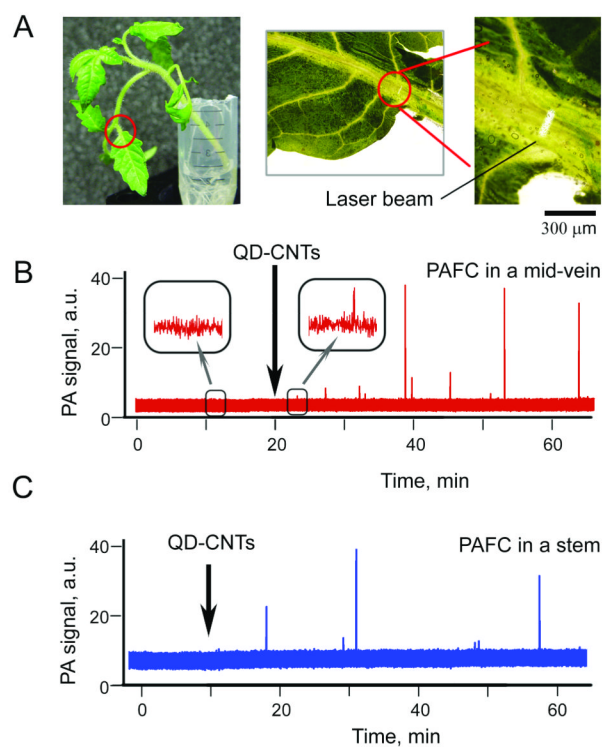 A
Laser beam
300 μm
B
QD-CNTs
PAFC in a mid-vein
PA signal, a.u.
40
20
0
0 20 40 60
Time, min
C
QD-CNTs
PAFC in a stem
PA signal, a.u.
40
20
0
0 20 40 60
Time, min